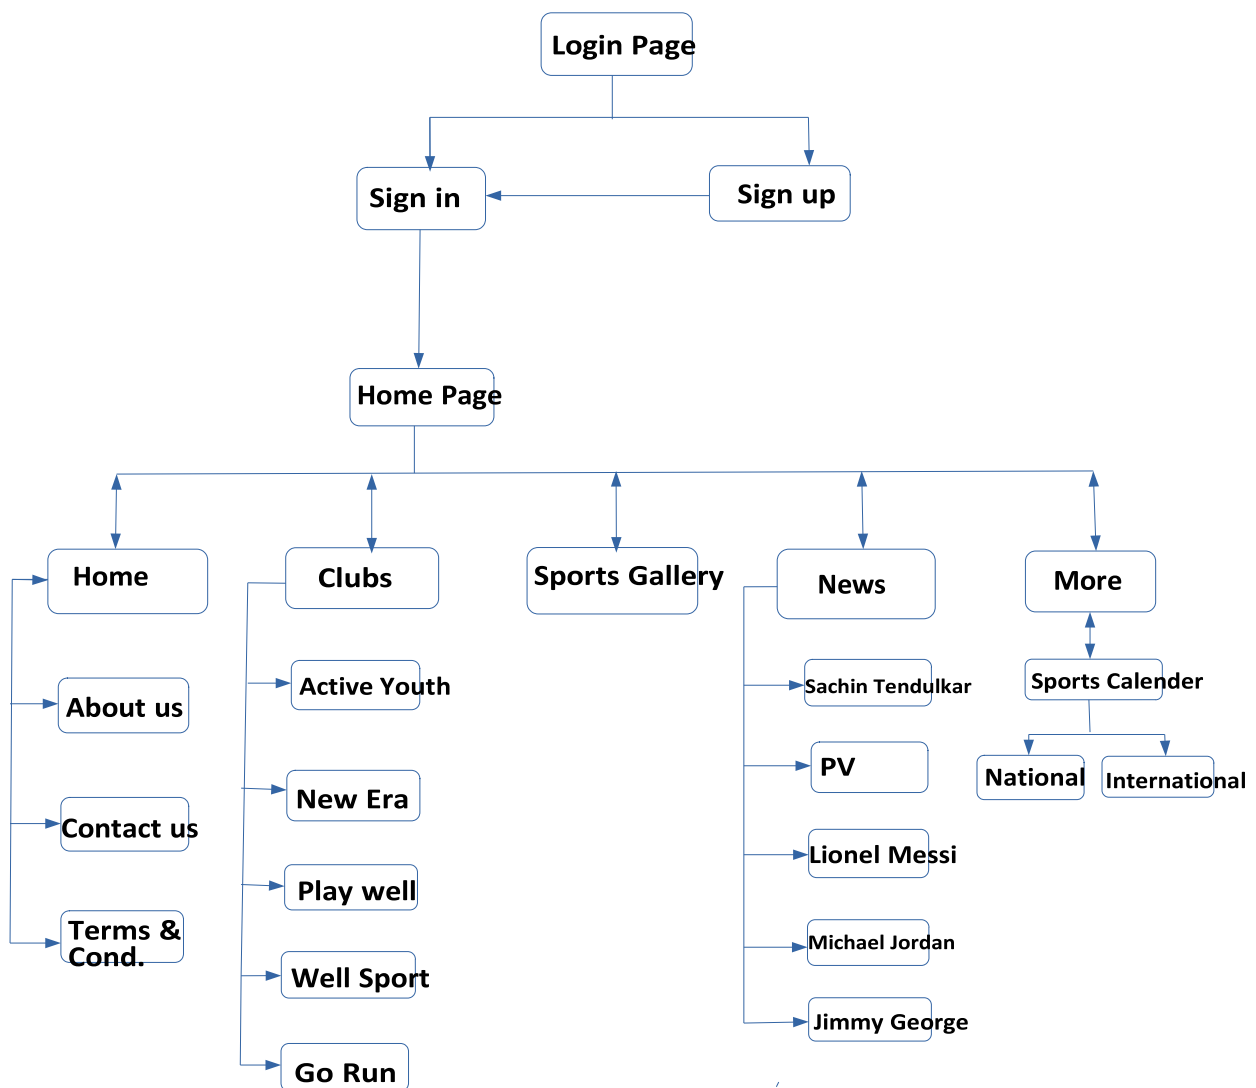 Login Page
Sign in
Sign up
Home Page
Home
Clubs
Sports Gallery
News
More
About us
Contact us
Terms &
Cond.
Active Youth
New Era
Play well
Well Sport
Go Run
Sachin Tendulkar
PV
Lionel Messi
Michael Jordan
Jimmy George
Sports Calender
National
International